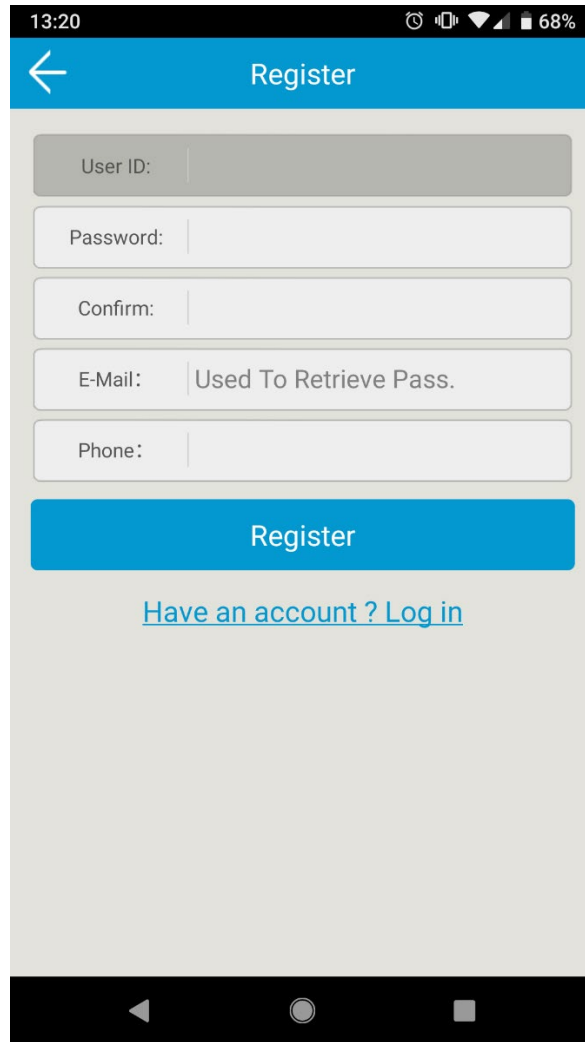 13:20 68%
Register
User ID:
Password:
Confirm:
E-Mail： Used To Retrieve Pass.
Phone：
Register
Have an account ? Log in